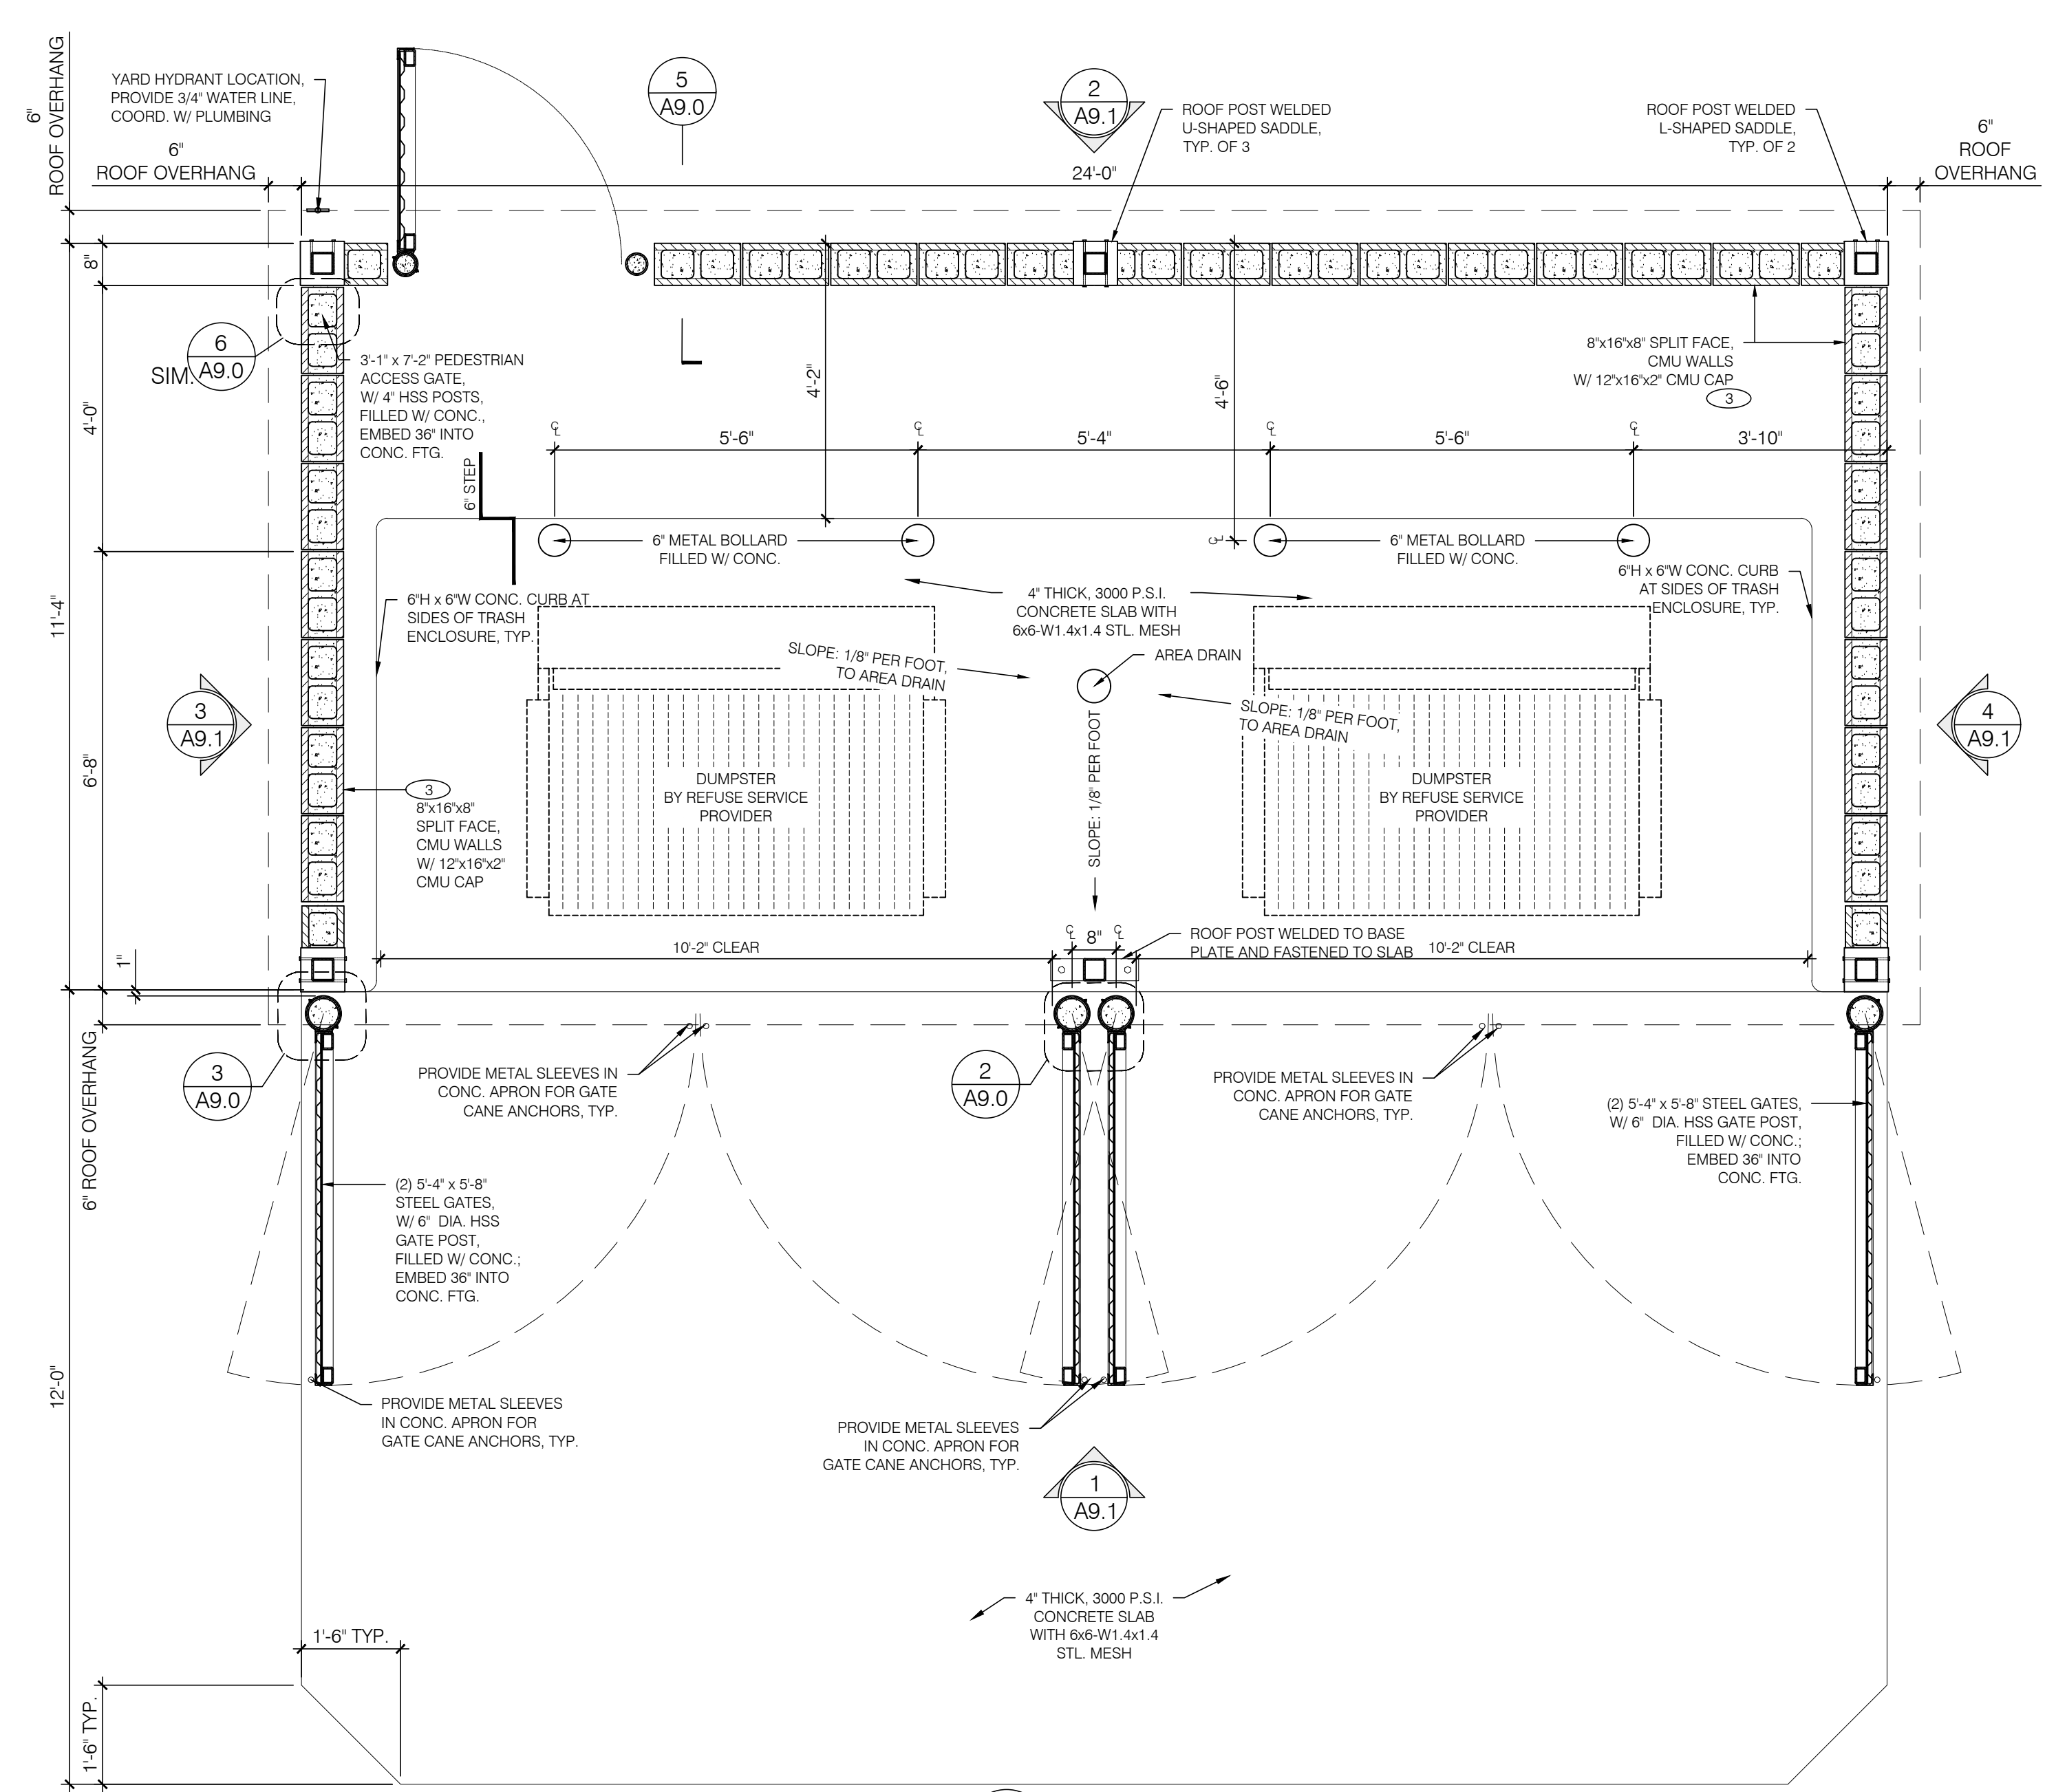 6"
ROOF OVERHANG
YARD HYDRANT LOCATION,
PROVIDE 3/4" WATER LINE,
COORD. W/ PLUMBING
6"
ROOF OVERHANG
5
A9.0
2
A9.1
ROOF POST WELDED
U-SHAPED SADDLE,
TYP. OF 3
ROOF POST WELDED
L-SHAPED SADDLE,
TYP. OF 2
6"
ROOF
OVERHANG
24'-0"
8"
4'-0"
11'-4"
6'-8"
1"
6
A9.0
SIM.
3'-1" x 7'-2" PEDESTRIAN
ACCESS GATE,
W/ 4" HSS POSTS,
FILLED W/ CONC.,
EMBED 36" INTO
CONC. FTG.
6" STEP
4'-2"
4'-6"
8"x16"x8" SPLIT FACE,
CMU WALLS
W/ 12"x16"x2" CMU CAP
3
CL
5'-6"
CL
5'-4"
CL
5'-6"
CL
3'-10"
6" METAL BOLLARD
FILLED W/ CONC.
CL
6" METAL BOLLARD
FILLED W/ CONC.
6"H x 6"W CONC. CURB AT
SIDES OF TRASH
ENCLOSURE, TYP.
4" THICK, 3000 P.S.I.
CONCRETE SLAB WITH
6x6-W1.4x1.4 STL. MESH
6"H x 6"W CONC. CURB
AT SIDES OF TRASH
ENCLOSURE, TYP.
SLOPE: 1/8" PER FOOT,
TO AREA DRAIN
AREA DRAIN
SLOPE: 1/8" PER FOOT,
TO AREA DRAIN
SLOPE: 1/8" PER FOOT
3
A9.1
4
A9.1
DUMPSTER
BY REFUSE SERVICE
PROVIDER
DUMPSTER
BY REFUSE SERVICE
PROVIDER
3
8"x16"x8"
SPLIT FACE,
CMU WALLS
W/ 12"x16"x2"
CMU CAP
10'-2" CLEAR
CL
8"
CL
ROOF POST WELDED TO BASE
PLATE AND FASTENED TO SLAB
10'-2" CLEAR
6" ROOF OVERHANG
3
A9.0
PROVIDE METAL SLEEVES IN
CONC. APRON FOR GATE
CANE ANCHORS, TYP.
2
A9.0
PROVIDE METAL SLEEVES IN
CONC. APRON FOR GATE
CANE ANCHORS, TYP.
(2) 5'-4" x 5'-8" STEEL GATES,
W/ 6" DIA. HSS GATE POST,
FILLED W/ CONC.;
EMBED 36" INTO
CONC. FTG.
(2) 5'-4" x 5'-8"
STEEL GATES,
W/ 6" DIA. HSS
GATE POST,
FILLED W/ CONC.;
EMBED 36" INTO
CONC. FTG.
12'-0"
PROVIDE METAL SLEEVES
IN CONC. APRON FOR
GATE CANE ANCHORS, TYP.
PROVIDE METAL SLEEVES
IN CONC. APRON FOR
GATE CANE ANCHORS, TYP.
1
A9.1
4" THICK, 3000 P.S.I.
CONCRETE SLAB
WITH 6x6-W1.4x1.4
STL. MESH
1'-6" TYP.
1'-6" TYP.